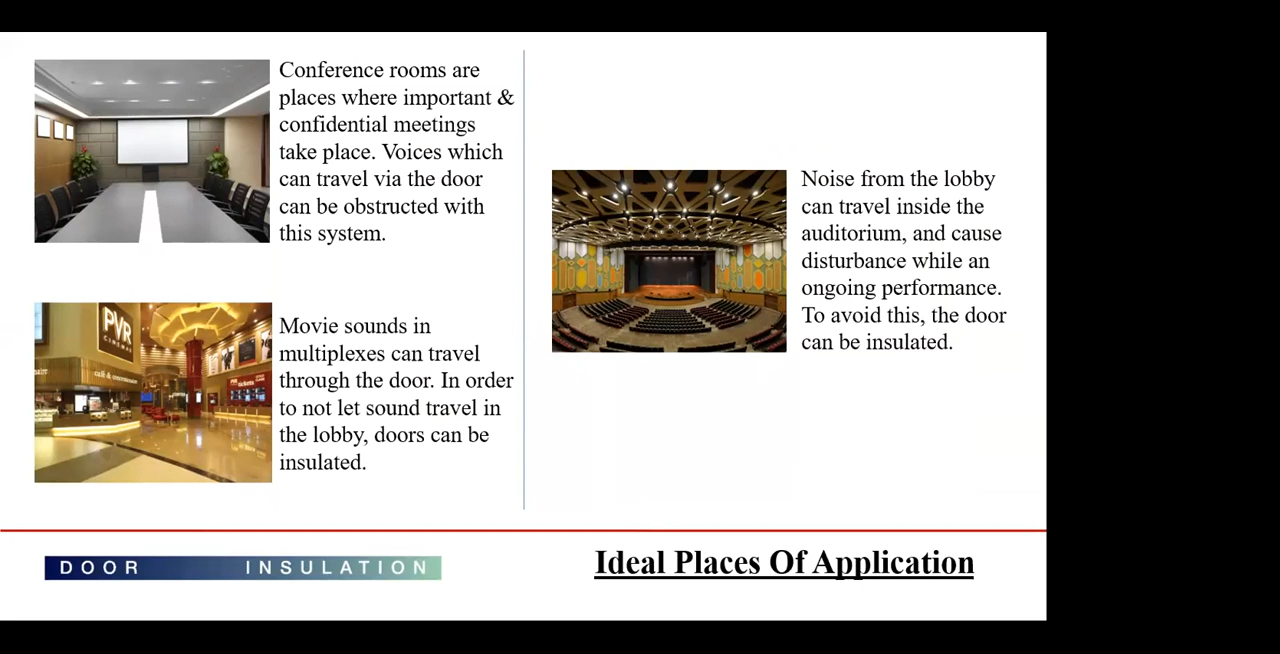 Conference rooms are
places where important &
confidential meetings
take place. Voices which
can travel via the door
can be obstructed with
this system.
PVR
CINEMAS
Movie sounds in
multiplexes can travel
through the door. In order
to not let sound travel in
the lobby, doors can be
insulated.
Noise from the lobby
can travel inside the
auditorium, and cause
disturbance while an
ongoing performance.
To avoid this, the door
can be insulated.
DOOR INSULATION
Ideal Places Of Application